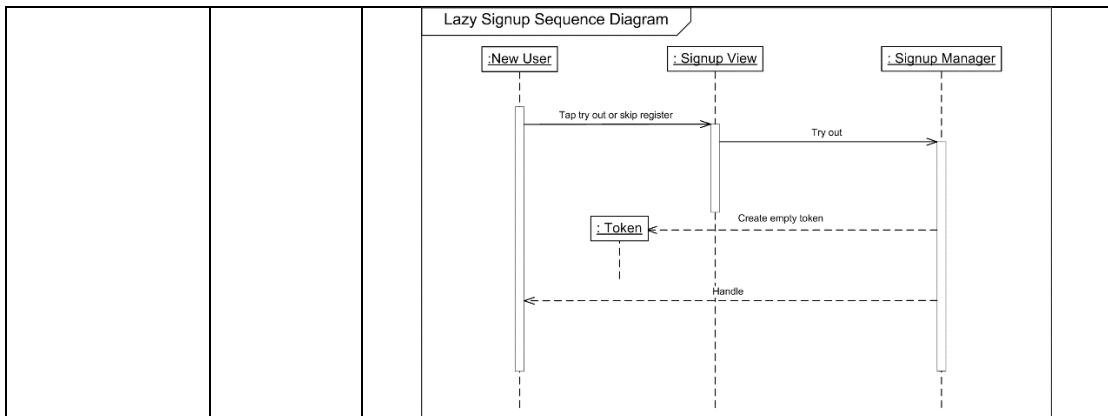 Lazy Signup Sequence Diagram
:New User
: Signup View
: Signup Manager
Tap try out or skip register
Try out
Create empty token
: Token
Handle